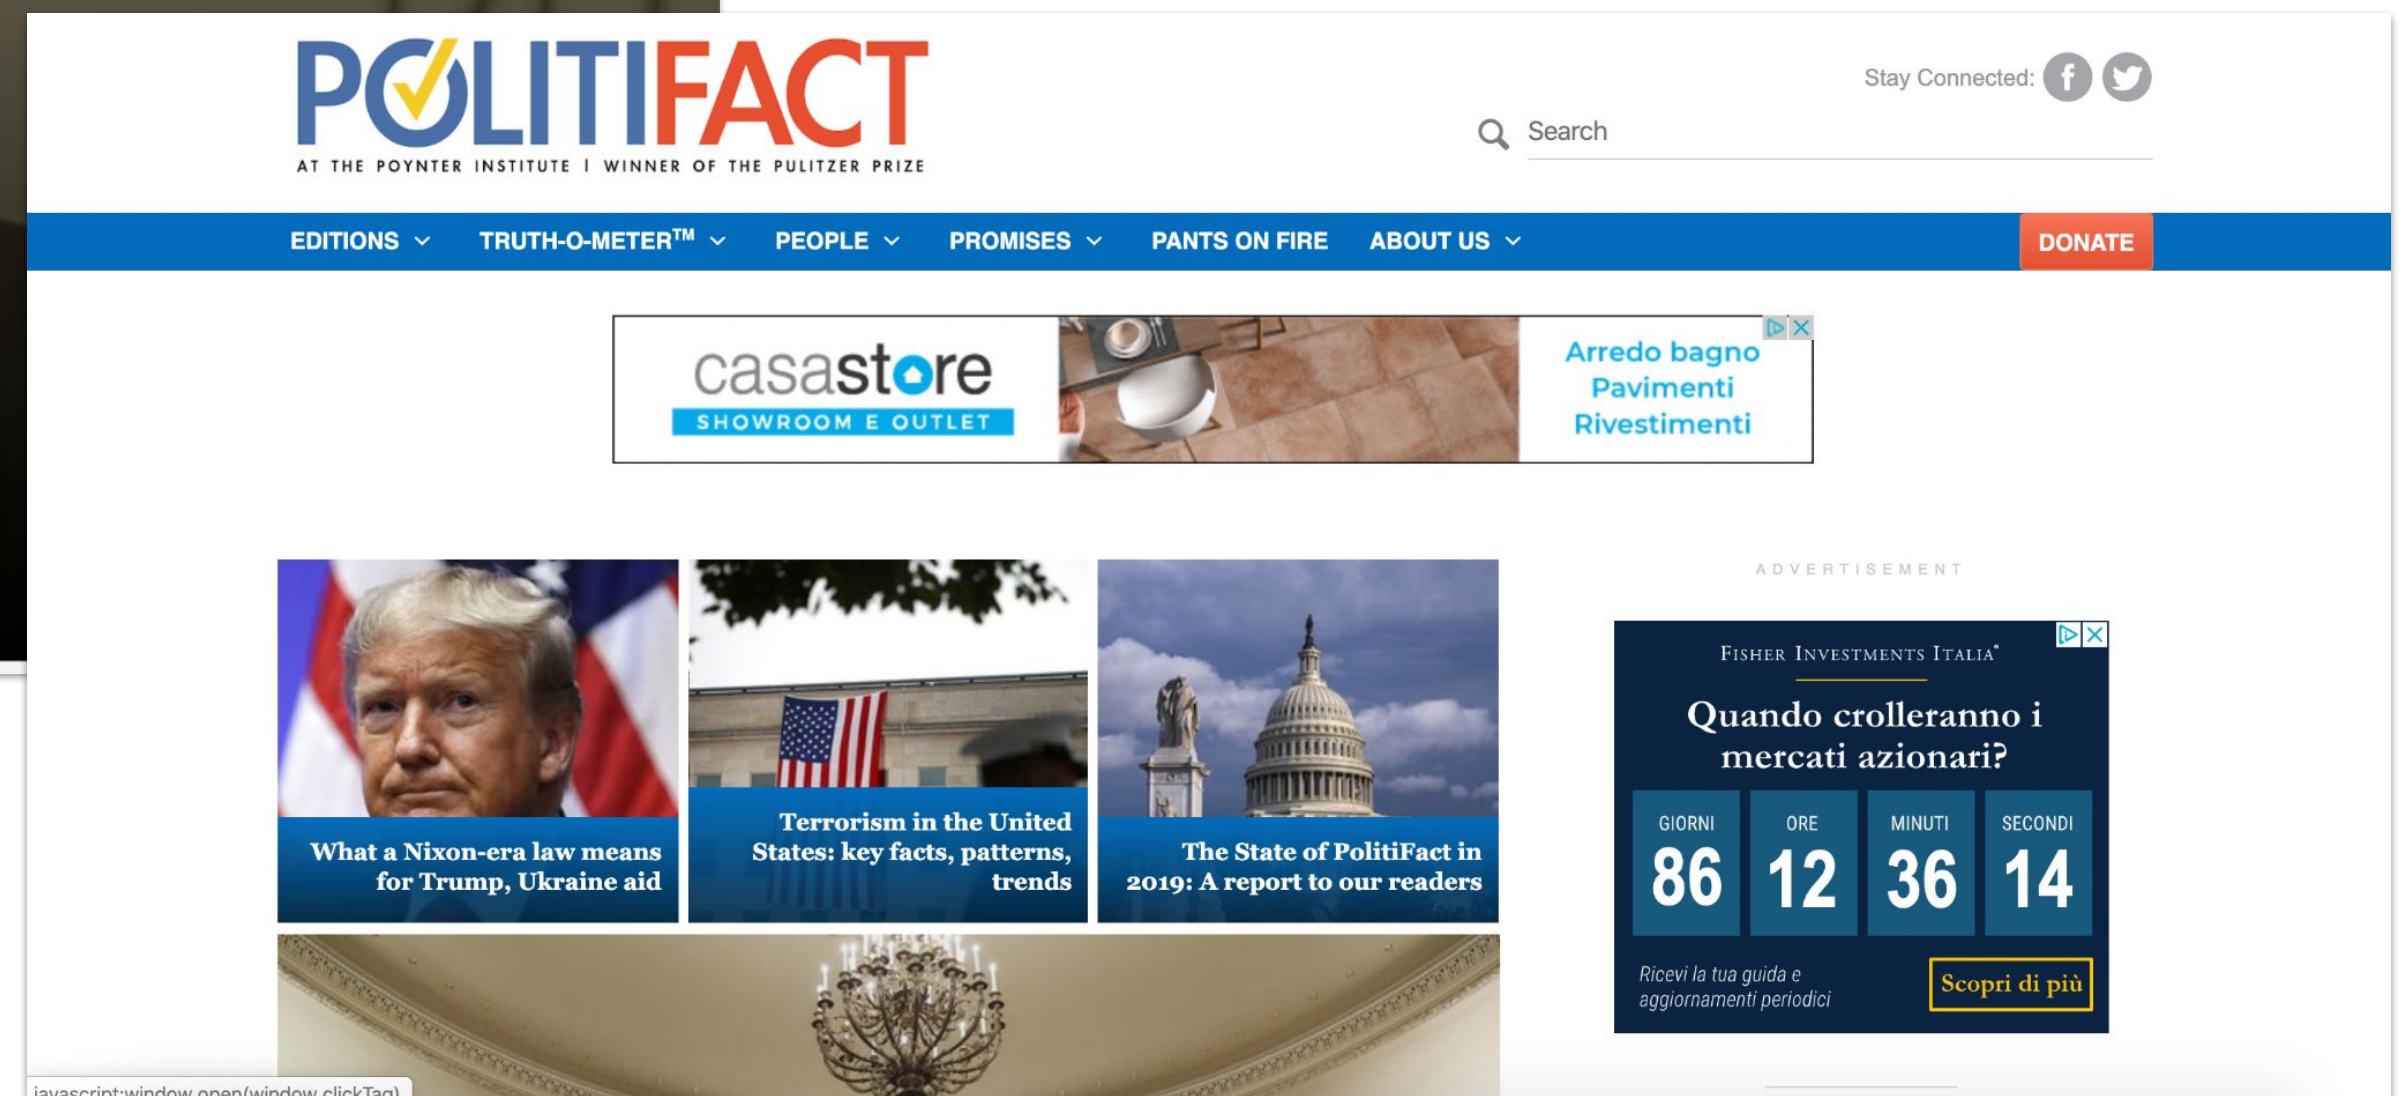 POLITIFACT
AT THE POYNTER INSTITUTE | WINNER OF THE PULITZER PRIZE
Stay Connected:
Search
EDITIONS TRUTH-O-METER™ PEOPLE PROMISES PANTS ON FIRE ABOUT US DONATE
casastore
SHOWROOM E OUTLET
Arredo bagno
Pavimenti
Rivestimenti
What a Nixon-era law means
for Trump, Ukraine aid
Terrorism in the United
States: key facts, patterns,
trends
The State of PolitiFact in
2019: A report to our readers
ADVERTISEMENT
FISHER INVESTMENTS ITALIA®
Quando crolleranno i
mercati azionari?
GIORNI ORE MINUTI SECONDI
86 12 36 14
Ricevi la tua guida e
aggiornamenti periodici
Scopri di più
javascript:window.open(window.clickTag)